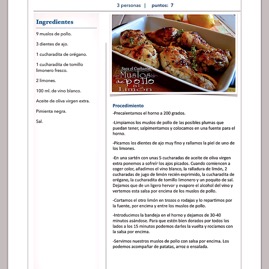 3 personas | puntos: 7
Ingredientes
9 muslos de pollo.
3 dientes de ajo.
1 cucharadita de orégano.
1 cucharadita de tomillo
limonero fresco.
2 limones.
100 ml. de vino blanco.
Aceite de oliva virgen extra.
Pimienta negra.
Sal.
Muslos
de pollo
al Limón
Procedimiento
-Precalentamos el horno a 200 grados.
-Limpiamos los muslos de pollo de las posibles plumas que
puedan tener, salpimentamos y colocamos en una fuente para el
horno.
-Picamos los dientes de ajo muy fino y rallamos la piel de uno de
los limones.
-En una sartén con unas 5 cucharadas de aceite de oliva virgen
extra ponemos a sofreír los ajos picados. Cuando comiencen a
coger color, añadimos el vino blanco, la ralladura de limón, 2
cucharadas de jugo de limón recién exprimido, la cucharadita de
orégano, la cucharadita de tomillo limonero y un poquito de sal.
Dejamos que de un ligero hervor y evapore el alcohol del vino y
vertemos esta salsa por encima de los muslos de pollo.
-Cortamos el otro limón en trozos o rodajas y lo repartimos por
la fuente, por encima y entre los muslos de pollo.
-Introducimos la bandeja en el horno y dejamos de 30-40
minutos asándose. Para que estén bien dorados por todos los
lados a los 15 minutos podemos darles la vuelta y rociamos con
la salsa por encima.
-Servimos nuestros muslos de pollo con salsa por encima. Los
podemos acompañar de patatas, arroz o ensalada.